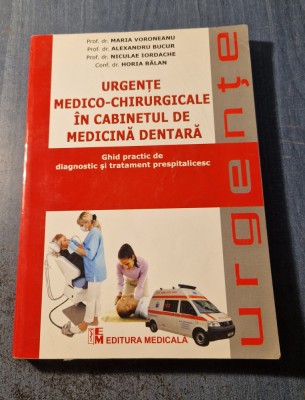 Prof. dr. MARIA VORONEANU
Prof. dr. ALEXANDRU BUCUR
Prof. dr. NICULAE IORDACHE
Conf. dr. HORIA BĂLAN
URGENȚE
MEDICO-CHIRURGICALE
ÎN CABINETUL DE
MEDICINĂ DENTARĂ
Ghid practic de
diagnostic și tratament prespitalicesc
urgențe
EM EDITURA MEDICALĂ